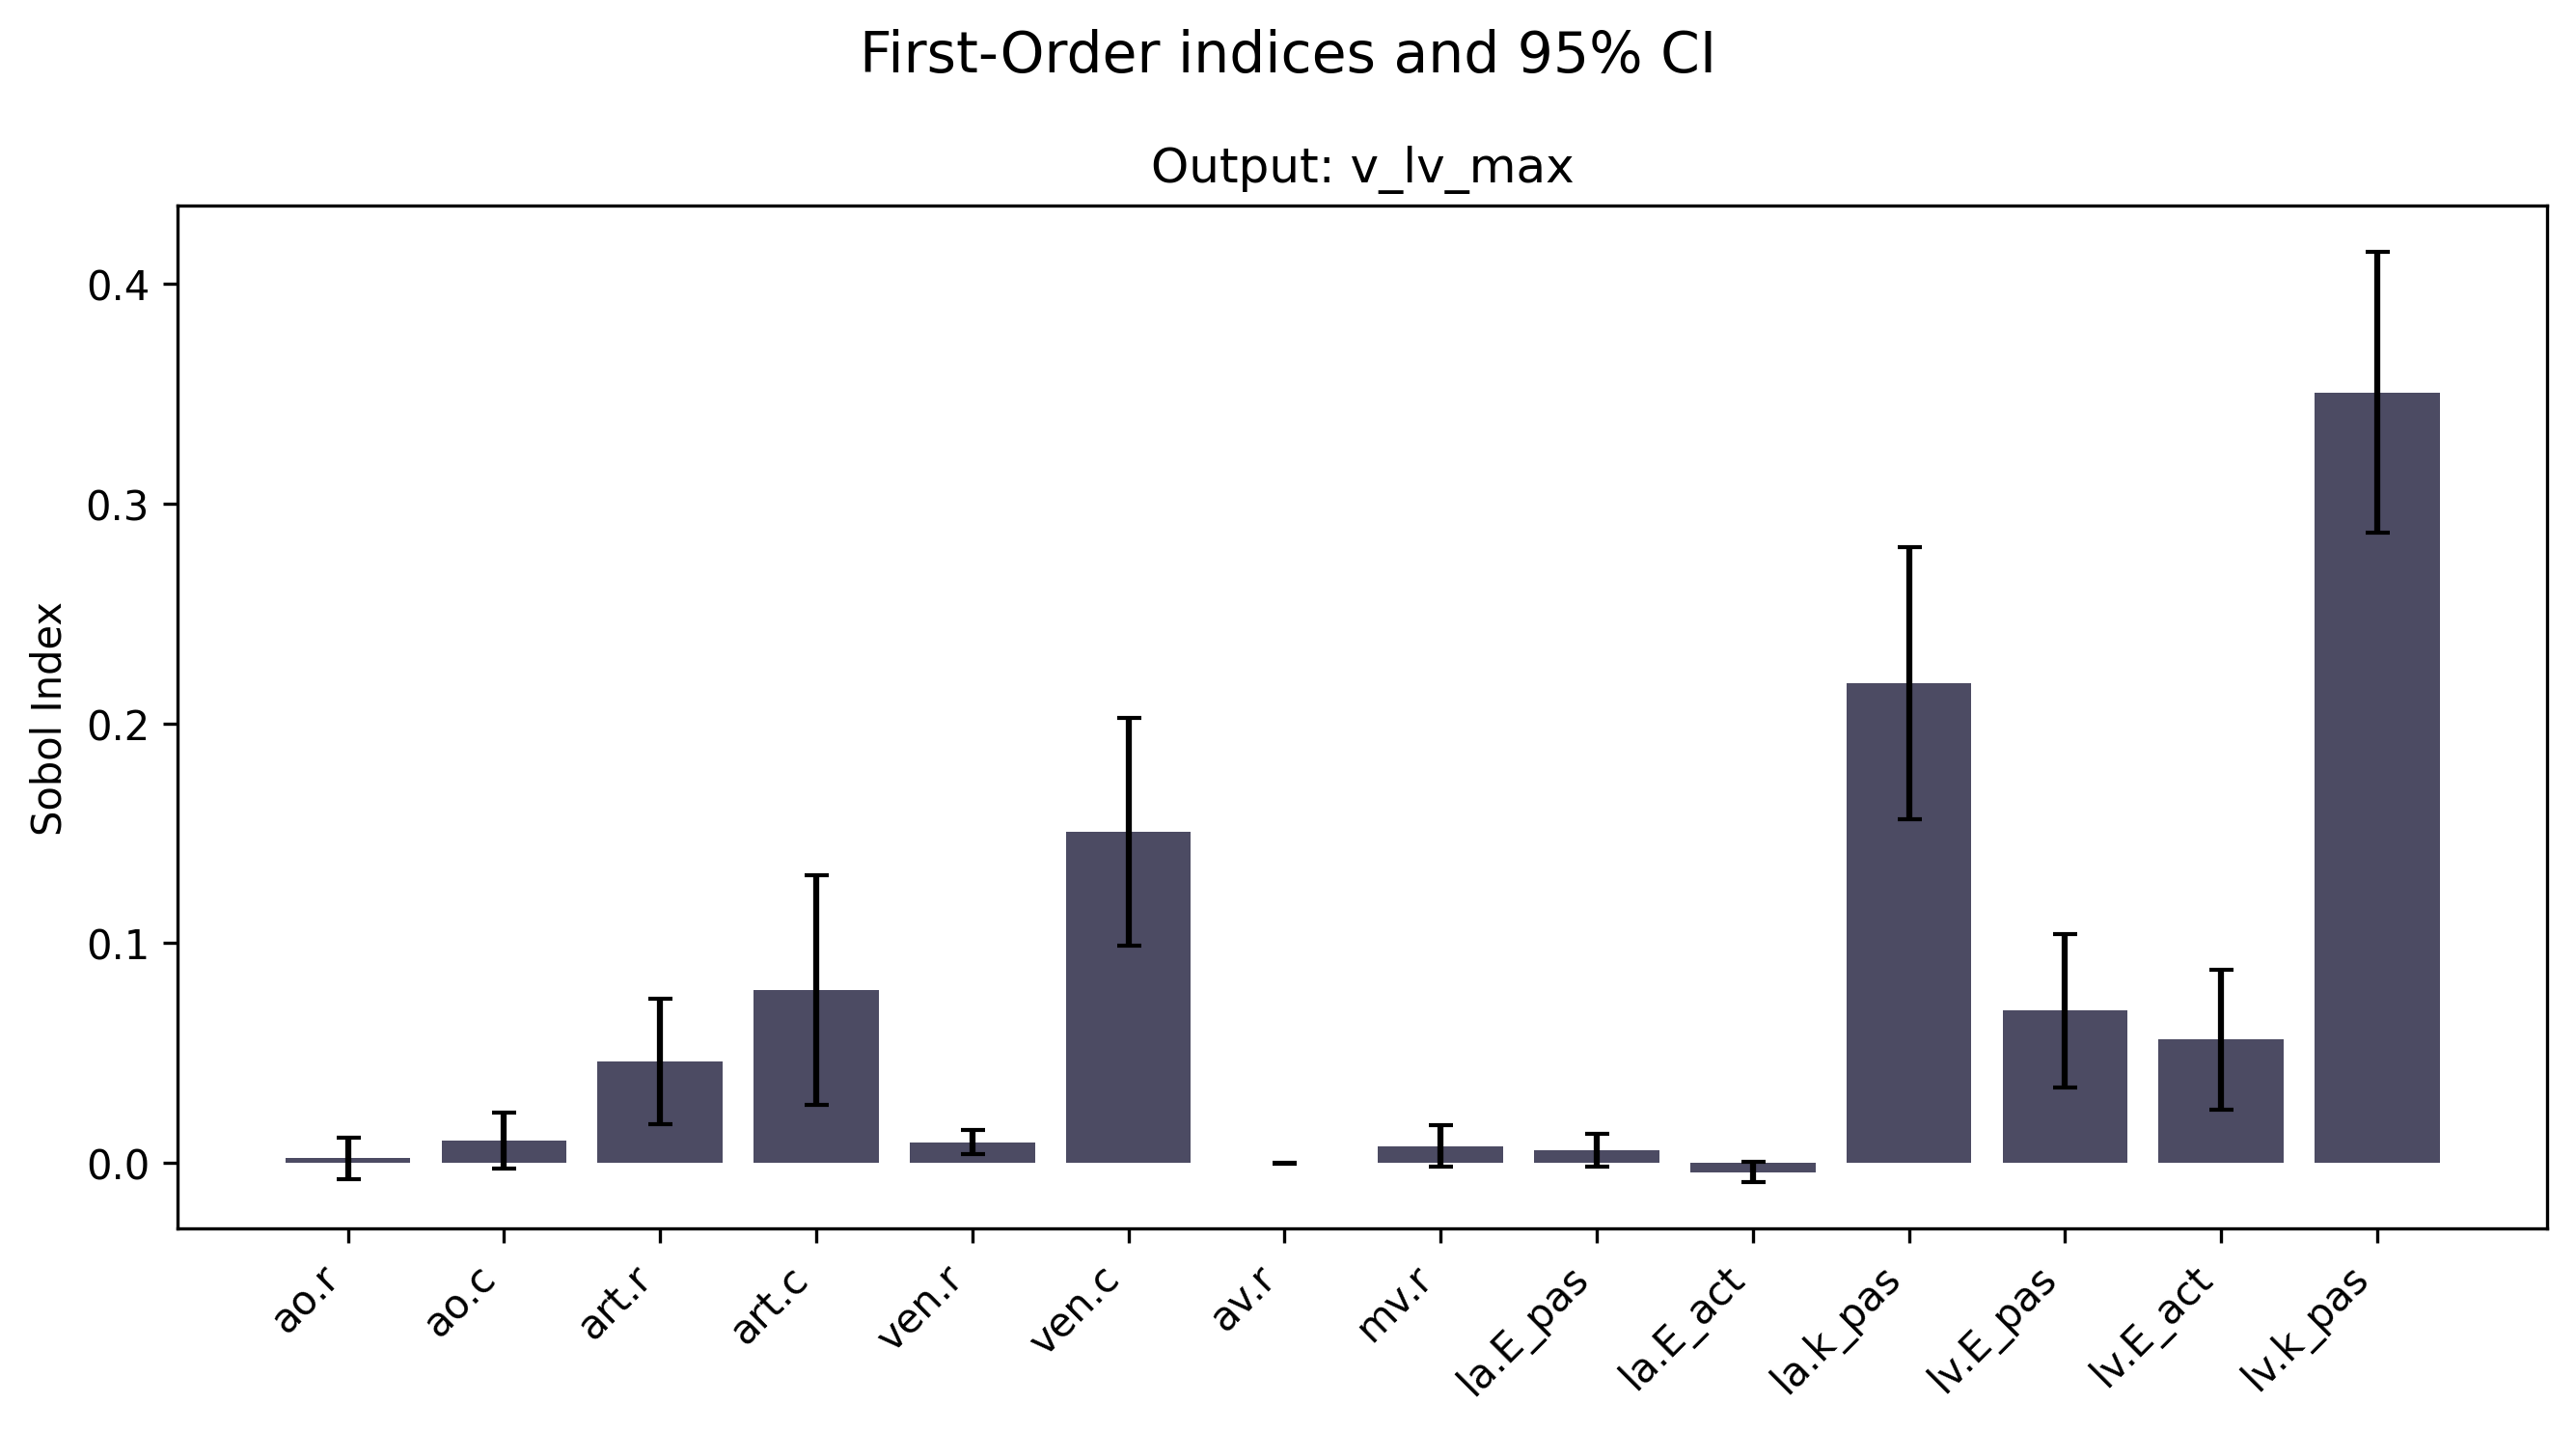 First-Order indices and 95% CI
Output: v_lv_max
Sobol Index
0.4
0.3
0.2
0.1
0.0
ao.r
ao.c
art.r
art.c
ven.r
ven.c
av.r
mv.r
la.E_pas
la.E_act
la.k_pas
lv.E_pas
lv.E_act
lv.k_pas